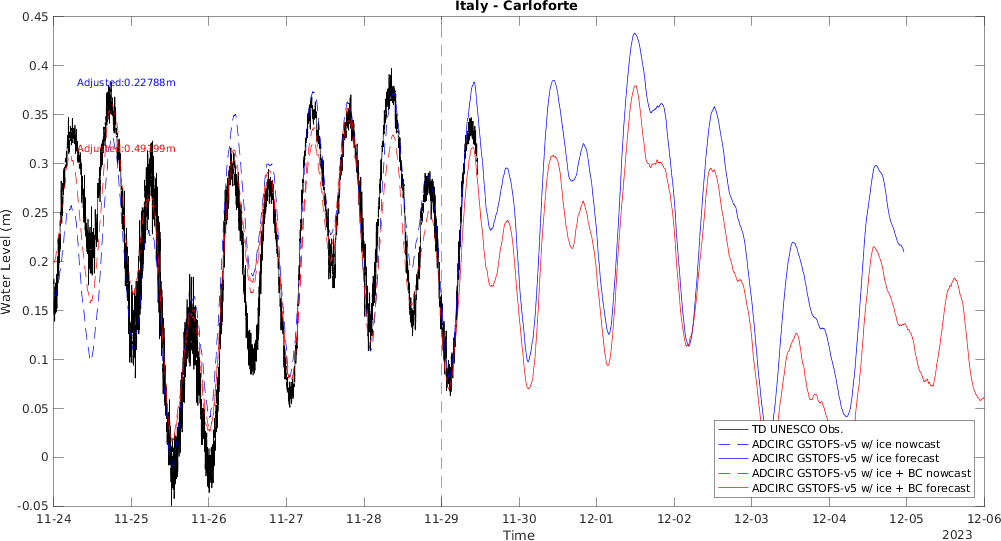 Italy - Carloforte
0.45
0.4
0.35
0.3
0.25
0.2
0.15
0.1
0.05
0
-0.05
Water Level (m)
Adjusted:0.22788m
TD UNESCO Obs.
ADCIRC GSTOFS-v5 w/ ice nowcast
ADCIRC GSTOFS-v5 w/ ice forecast
ADCIRC GSTOFS-v5 w/ ice + BC nowcast
ADCIRC GSTOFS-v5 w/ ice + BC forecast
11-24 11-25 11-26 11-27 11-28 11-29 11-30 12-01 12-02 12-03 12-04 12-05 12-06
Time
2023